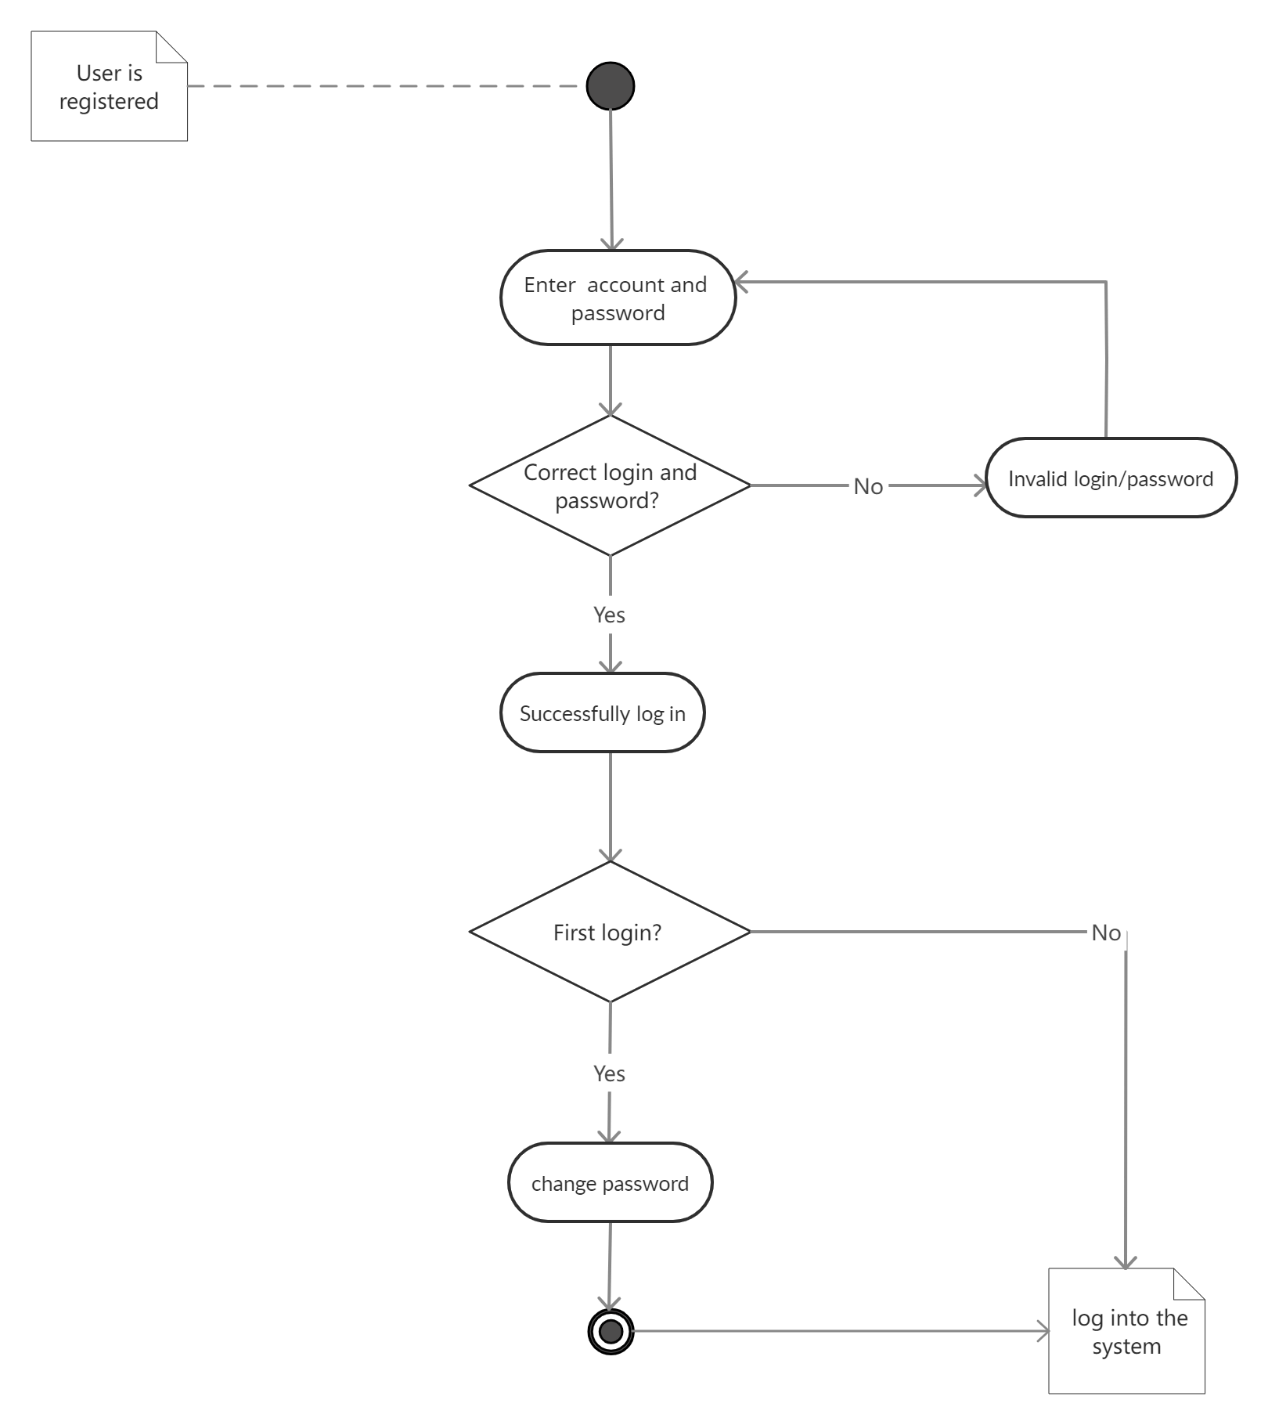 User is
registered
Enter  account and
password
Correct login and
password?
No
Invalid login/password
Yes
Successfully log in
First login?
No
Yes
change password
log into the
system